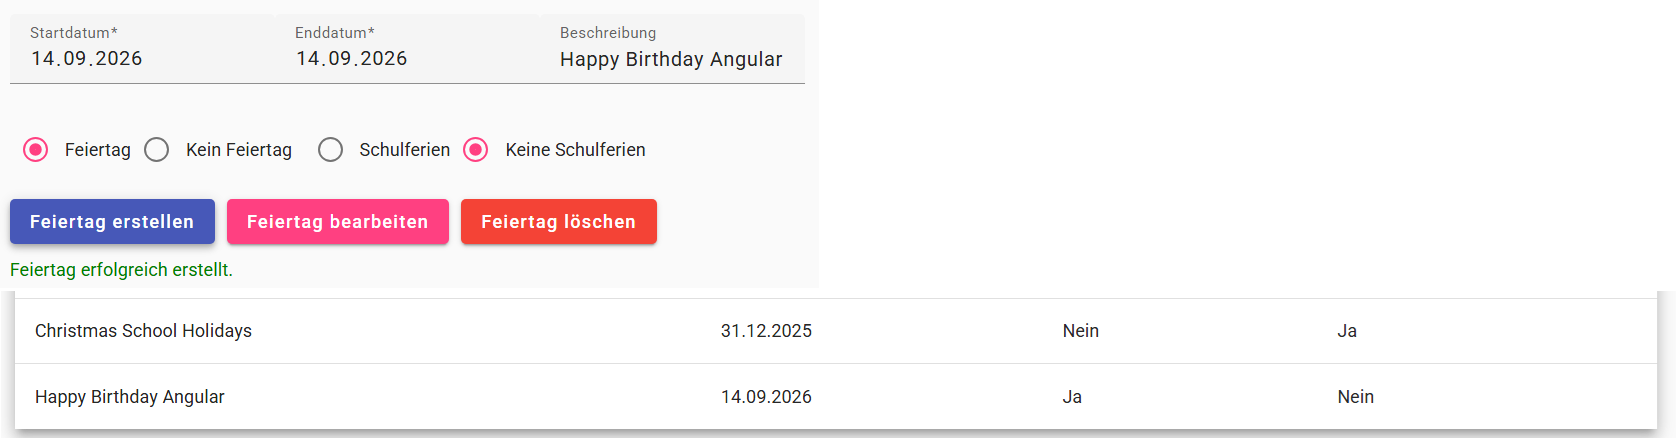 Startdatum* Enddatum* Beschreibung
14.09.2026 14.09.2026 Happy Birthday Angular
Feiertag Kein Feiertag Schulferien Keine Schulferien
Feiertag erstellen Feiertag bearbeiten Feiertag löschen
Feiertag erfolgreich erstellt.
Christmas School Holidays 31.12.2025 Nein Ja
Happy Birthday Angular 14.09.2026 Ja Nein